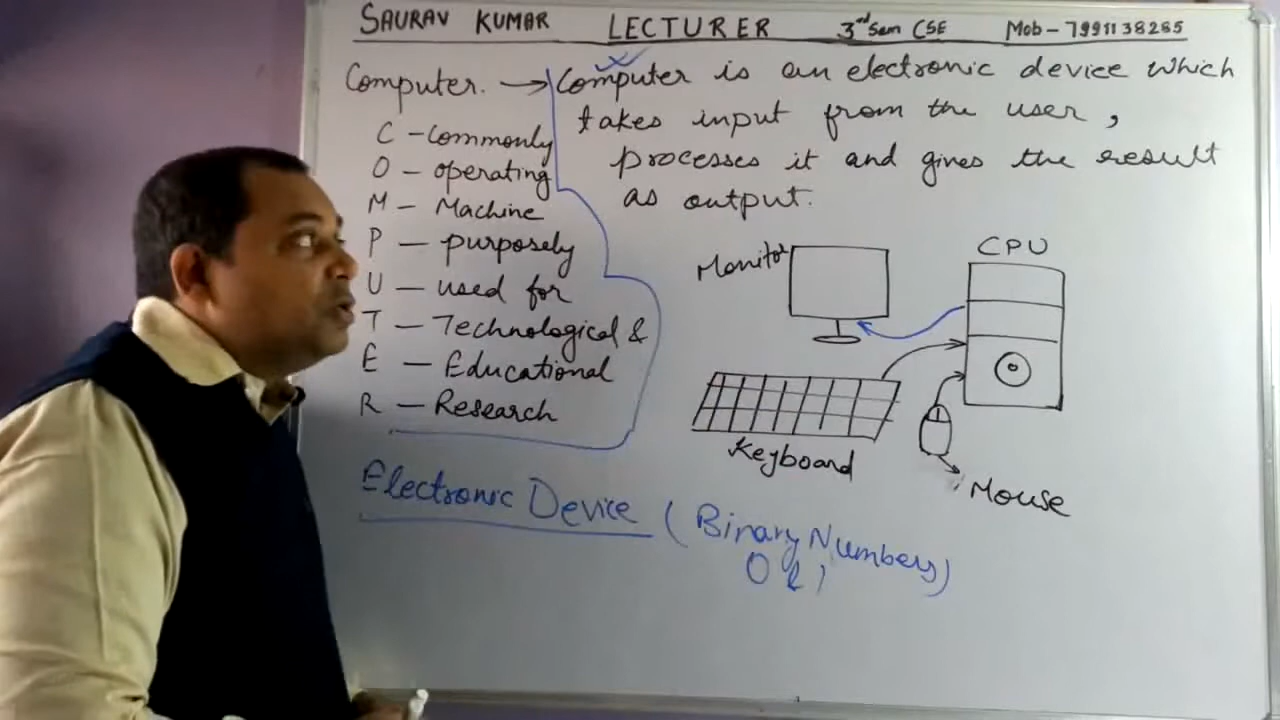 SAURAV KUMAR LECTURER 3rd Sem CSE Mob - 7991138285
Computer. → Computer is an electronic device which
takes input from the user,
processes it and gives the result
as output.
C - Commonly
O - operating
M - Machine
P - purposely
U - used for
T - Technological &
E - Educational
R - Research
Monitor
CPU
Keyboard
Mouse
Electronic Device (Binary Numbers)
0 & 1